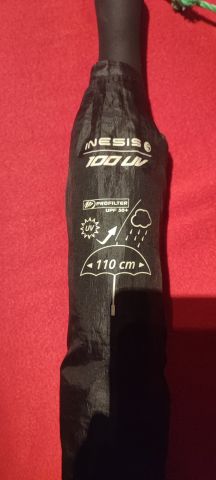 INESIS
100 UV
PROFILTER
UPF 50+
UV
110 cm